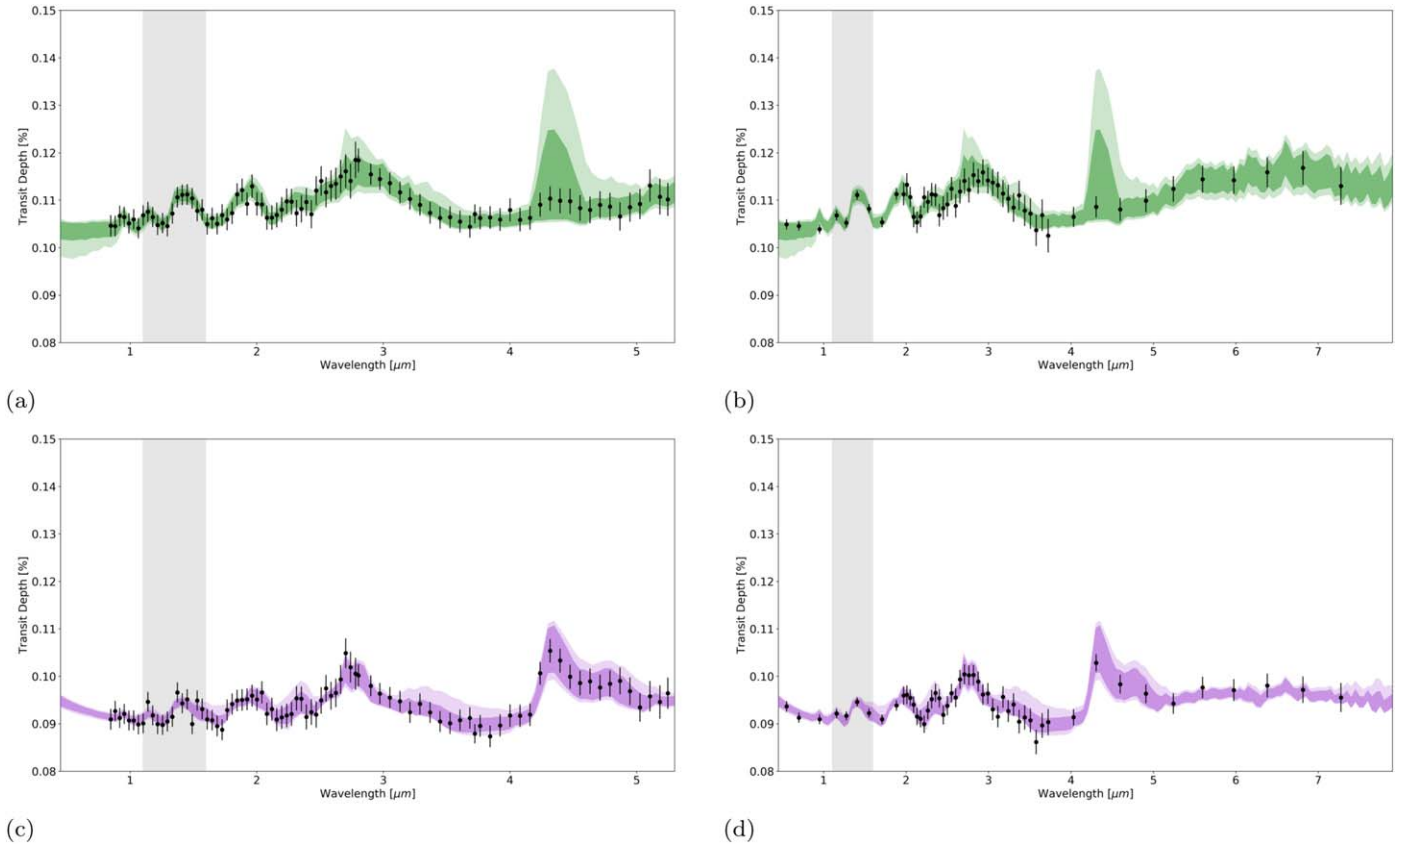 0.15
0.14
0.13
0.12
0.11
0.10
0.09
0.08
Transit Depth [%]
1 2 3 4 5
Wavelength [μm]
(a)
0.15
0.14
0.13
0.12
0.11
0.10
0.09
0.08
Transit Depth [%]
1 2 3 4 5 6 7
Wavelength [μm]
(b)
0.15
0.14
0.13
0.12
0.11
0.10
0.09
0.08
Transit Depth [%]
1 2 3 4 5
Wavelength [μm]
(c)
0.15
0.14
0.13
0.12
0.11
0.10
0.09
0.08
Transit Depth [%]
1 2 3 4 5 6 7
Wavelength [μm]
(d)